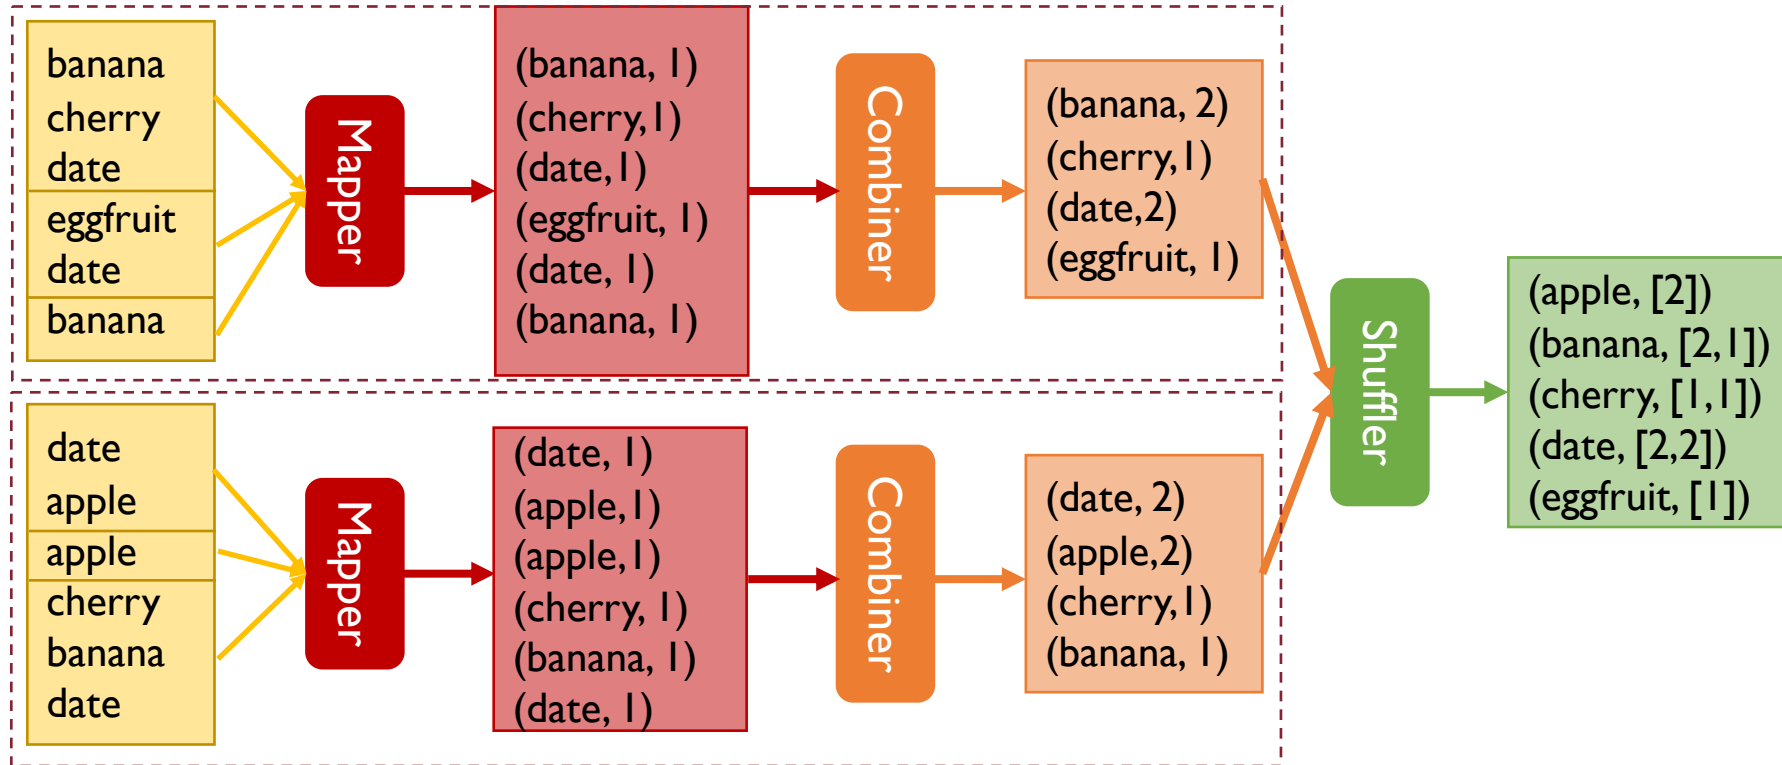 banana
cherry
date
eggfruit
date
banana
Mapper
(banana, 1)
(cherry,1)
(date,1)
(eggfruit, 1)
(date, 1)
(banana, 1)
Combiner
(banana, 2)
(cherry,1)
(date,2)
(eggfruit, 1)
date
apple
apple
cherry
banana
date
Mapper
(date, 1)
(apple,1)
(apple,1)
(cherry, 1)
(banana, 1)
(date, 1)
Combiner
(date, 2)
(apple,2)
(cherry,1)
(banana, 1)
Shuffler
(apple, [2])
(banana, [2,1])
(cherry, [1,1])
(date, [2,2])
(eggfruit, [1])